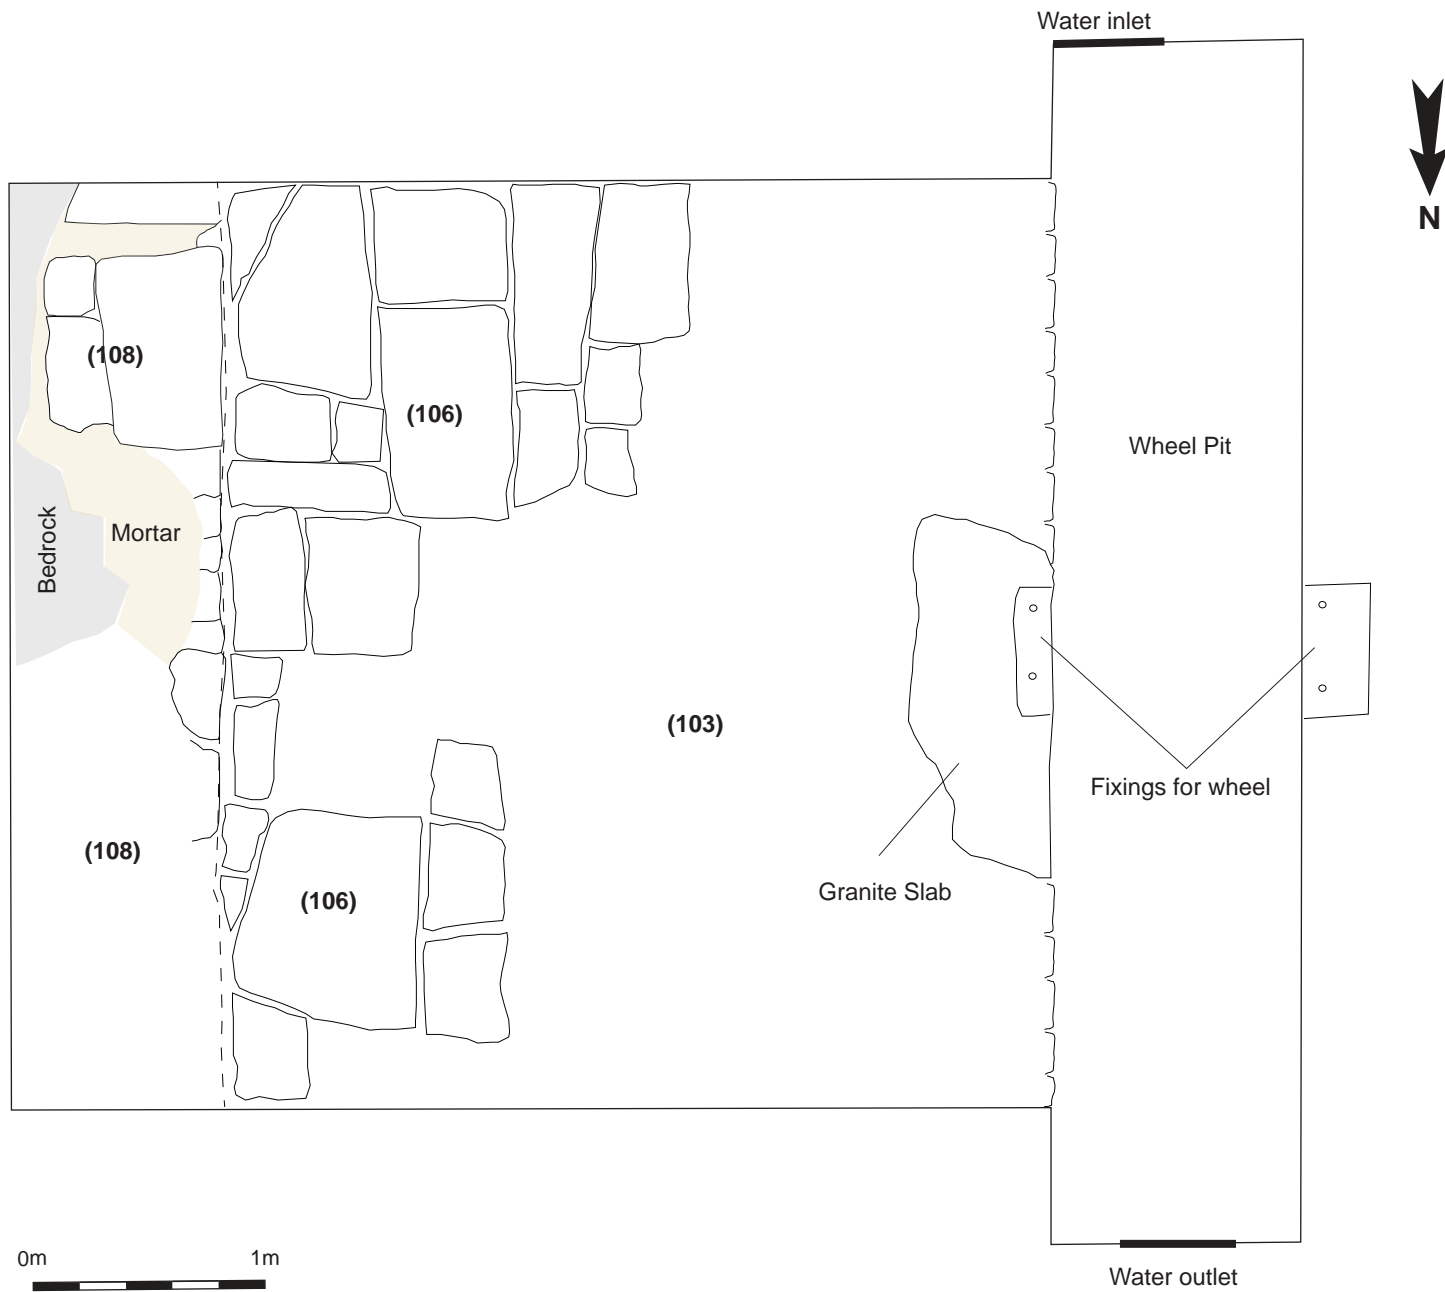 Water inlet
N
(108)
(106)
Wheel Pit
Bedrock
Mortar
(103)
Fixings for wheel
(108)
Granite Slab
(106)
0m
1m
Water outlet